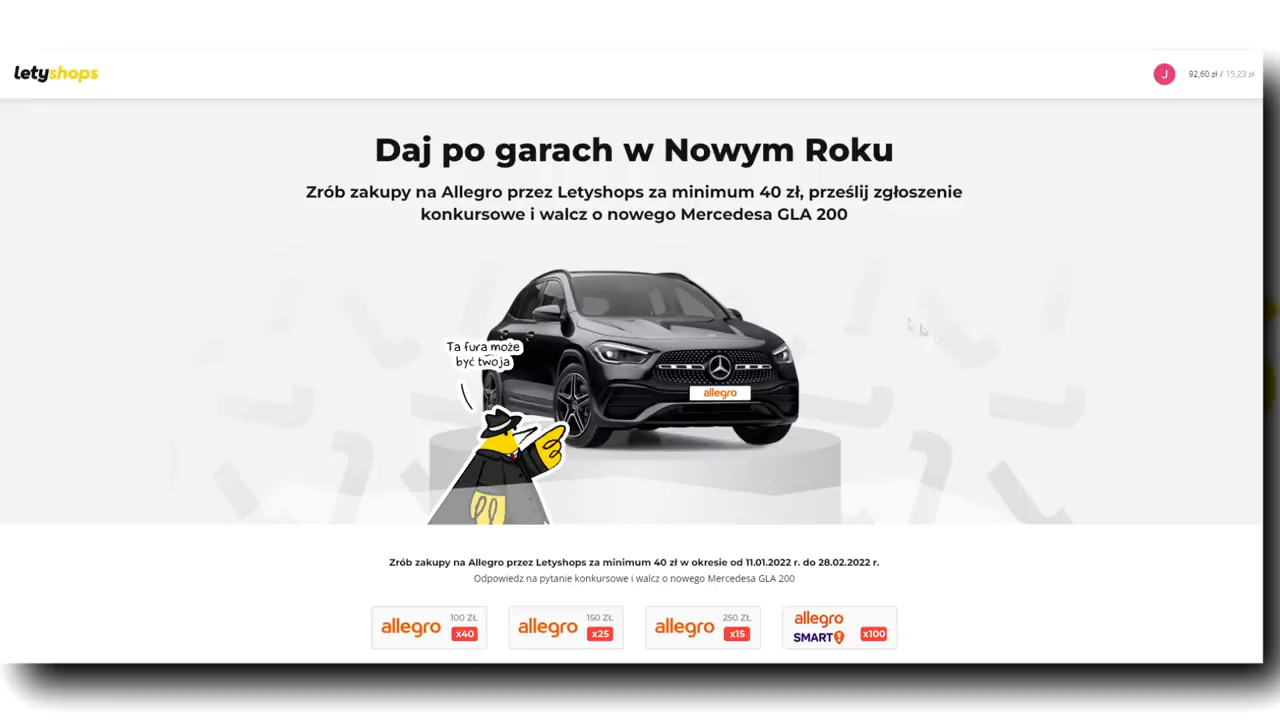 letyshops
J 92,60 zł / 15,23 zł
Daj po garach w Nowym Roku
Zrób zakupy na Allegro przez Letyshops za minimum 40 zł, prześlij zgłoszenie
konkursowe i walcz o nowego Mercedesa GLA 200
Ta fura może
być twoja
allegro
Zrób zakupy na Allegro przez Letyshops za minimum 40 zł w okresie od 11.01.2022 r. do 28.02.2022 r.
Odpowiedz na pytanie konkursowe i walcz o nowego Mercedesa GLA 200
allegro 100 ZŁ x40
allegro 150 ZŁ x25
allegro 250 ZŁ x15
allegro
SMART! x100